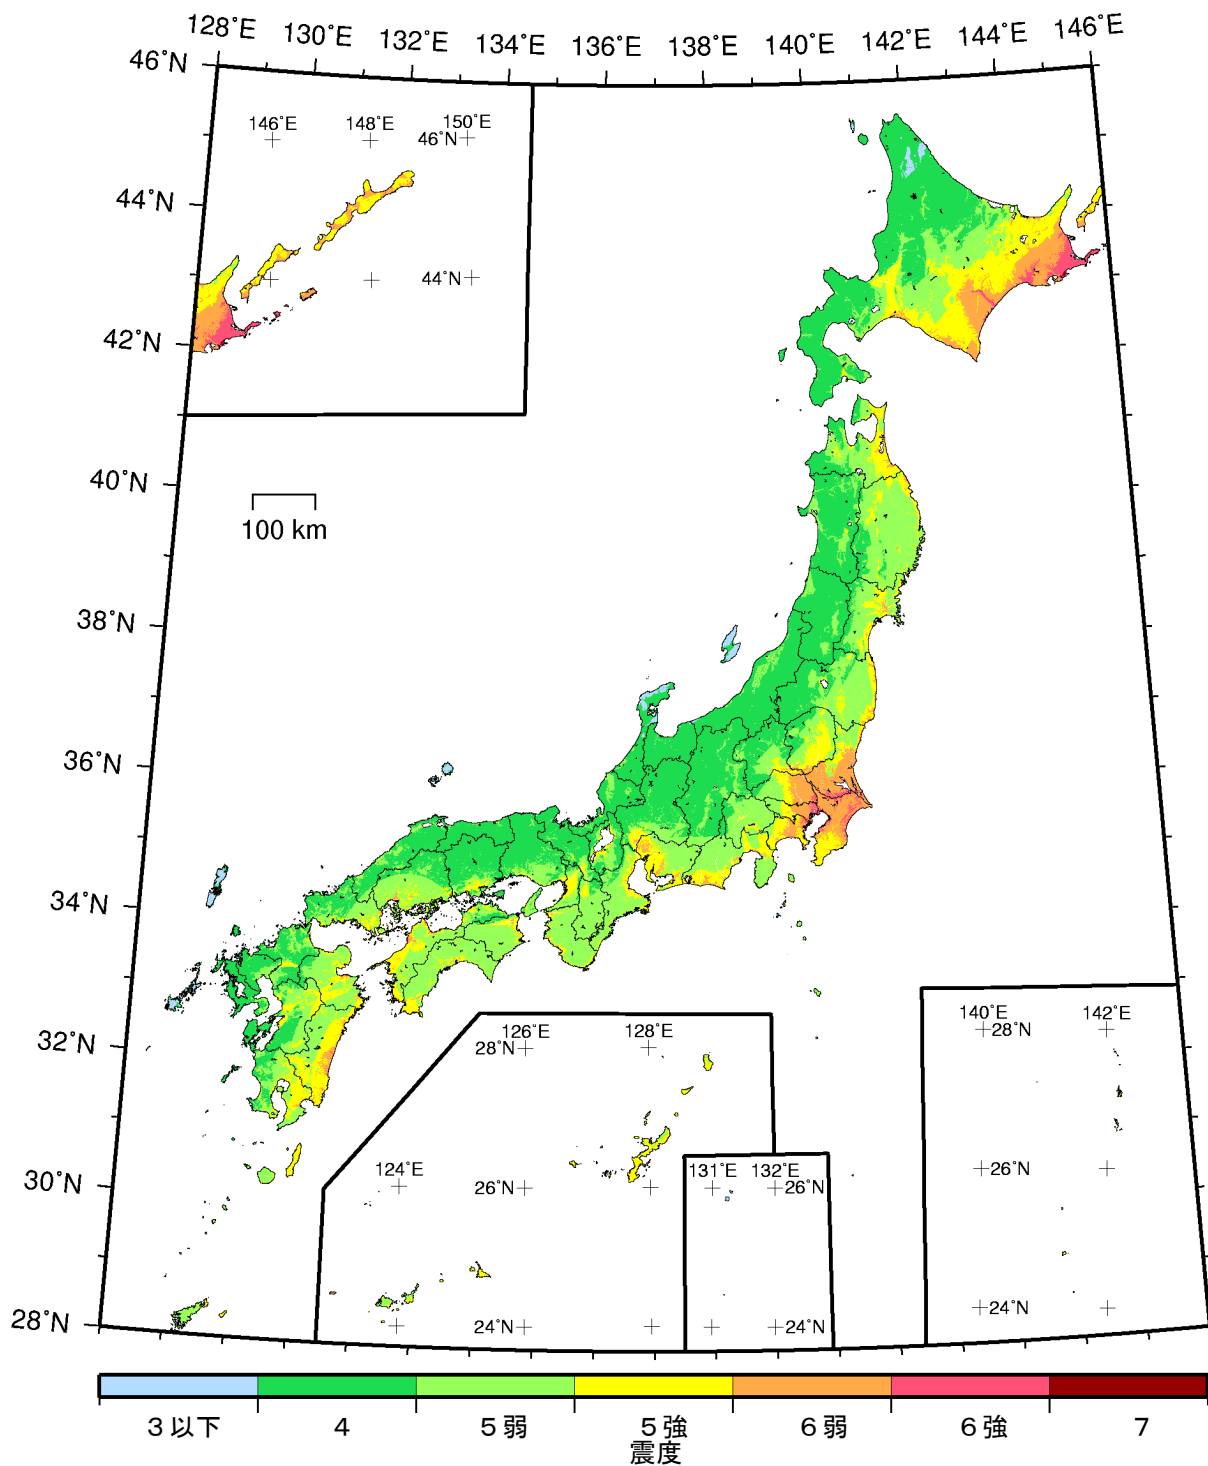 128°E 130°E 132°E 134°E 136°E 138°E 140°E 142°E 144°E 146°E
46°N
146°E 148°E 150°E
46°N
44°N
44°N
42°N
40°N
100 km
38°N
36°N
34°N
32°N
126°E 128°E
28°N
140°E 142°E
28°N
124°E
26°N
131°E 132°E
26°N
26°N
30°N
24°N
24°N
24°N
28°N
3以下 4 5弱 5強 6弱 6強 7
震度